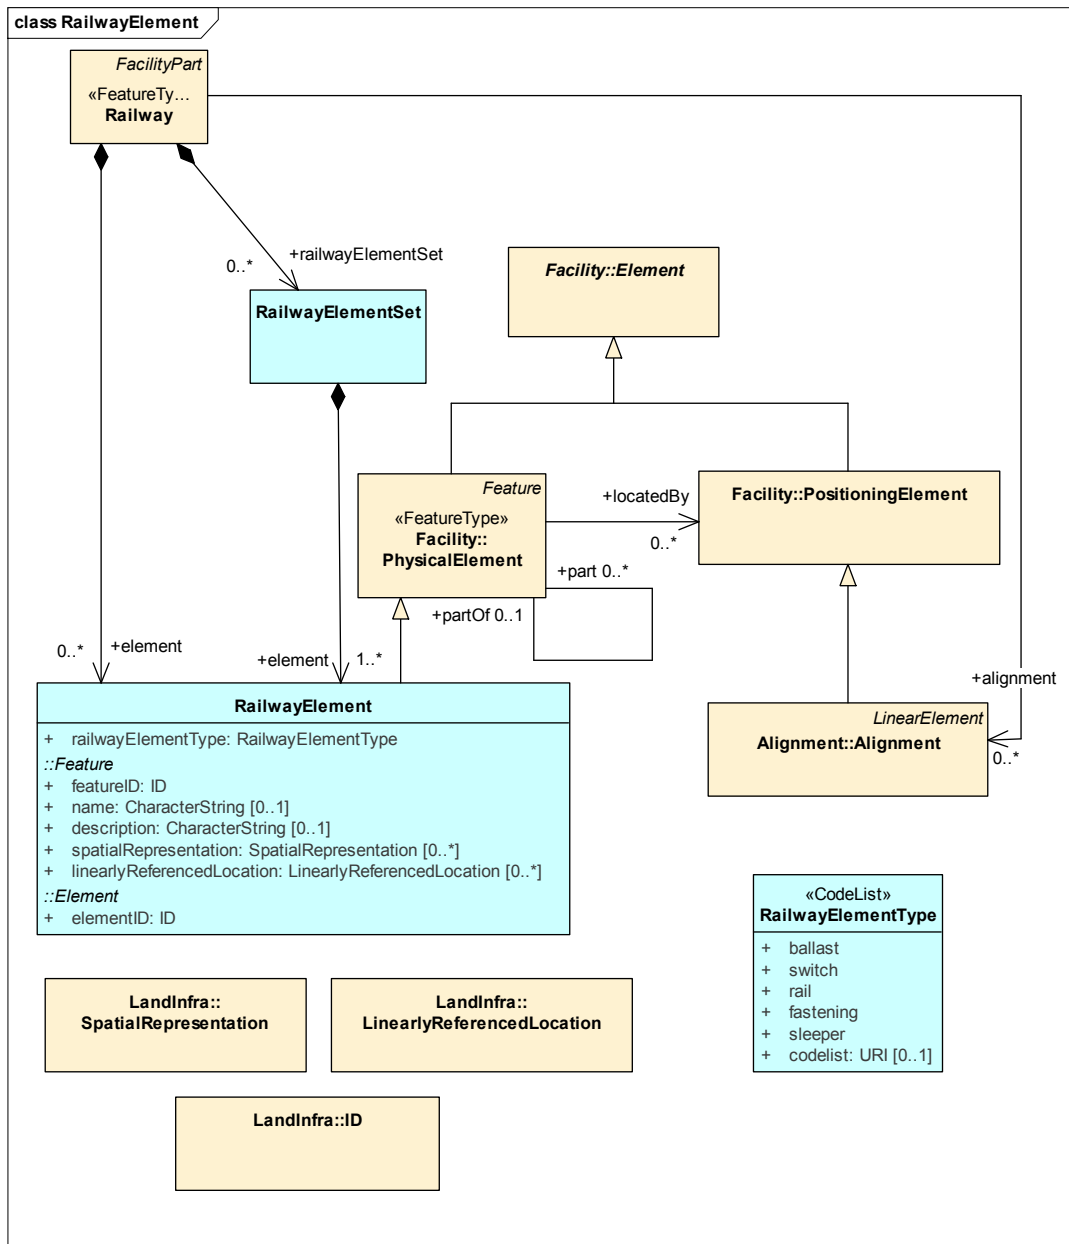 class RailwayElement
FacilityPart
«FeatureTy…
Railway
+railwayElementSet
0..*
RailwayElementSet
Facility::Element
Feature
«FeatureType»
Facility::
PhysicalElement
+locatedBy
0..*
Facility::PositioningElement
+part 0..*
+partOf 0..1
+element
0..*
+element
1..*
+alignment
0..*
LinearElement
Alignment::Alignment
RailwayElement
+ railwayElementType: RailwayElementType
::Feature
+ featureID: ID
+ name: CharacterString [0..1]
+ description: CharacterString [0..1]
+ spatialRepresentation: SpatialRepresentation [0..*]
+ linearlyReferencedLocation: LinearlyReferencedLocation [0..*]
::Element
+ elementID: ID
«CodeList»
RailwayElementType
+ ballast
+ switch
+ rail
+ fastening
+ sleeper
+ codelist: URI [0..1]
LandInfra::
SpatialRepresentation
LandInfra::
LinearlyReferencedLocation
LandInfra::ID